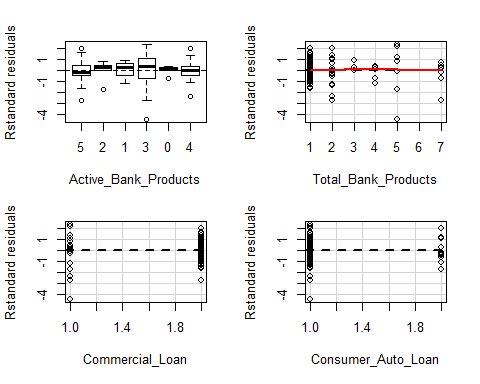 Rstandard residuals
1
-1
-4
5 2 1 3 0 4
Active_Bank_Products
Rstandard residuals
1
-1
-4
1 2 3 4 5 6 7
Total_Bank_Products
Rstandard residuals
1
-1
-4
1.0 1.4 1.8
Commercial_Loan
Rstandard residuals
1
-1
-4
1.0 1.4 1.8
Consumer_Auto_Loan